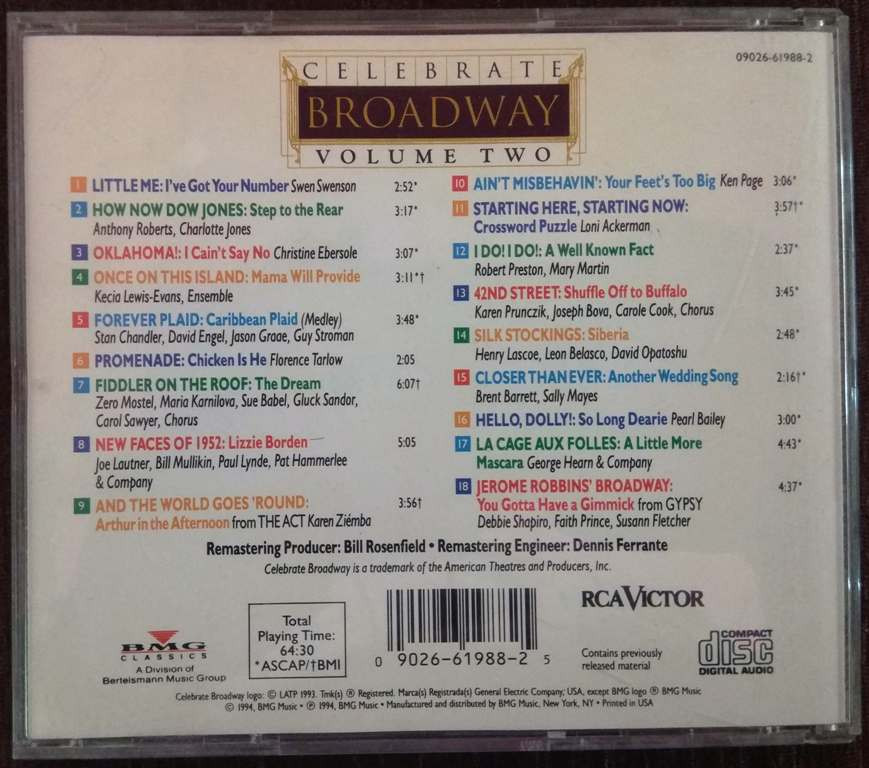 09026-61988-2
CELEBRATE
BROADWAY
VOLUME TWO
1 LITTLE ME: I've Got Your Number Swen Swenson 2:52*
2 HOW NOW DOW JONES: Step to the Rear 3:17*
Anthony Roberts, Charlotte Jones
3 OKLAHOMA!: I Cain't Say No Christine Ebersole 3:07*
4 ONCE ON THIS ISLAND: Mama Will Provide 3:11*†
Kecia Lewis-Evans, Ensemble
5 FOREVER PLAID: Caribbean Plaid (Medley) 3:48*
Stan Chandler, David Engel, Jason Graae, Guy Stroman
6 PROMENADE: Chicken Is He Florence Tarlow 2:05
7 FIDDLER ON THE ROOF: The Dream 6:07†
Zero Mostel, Maria Karnilova, Sue Babel, Gluck Sandor,
Carol Sawyer, Chorus
8 NEW FACES OF 1952: Lizzie Borden 5:05
Joe Lautner, Bill Mullikin, Paul Lynde, Pat Hammerlee
& Company
9 AND THE WORLD GOES 'ROUND: 3:56†
Arthur in the Afternoon from THE ACT Karen Ziémba
10 AIN'T MISBEHAVIN': Your Feet's Too Big Ken Page 3:06*
11 STARTING HERE, STARTING NOW: 3:57†*
Crossword Puzzle Loni Ackerman
12 I DO! I DO!: A Well Known Fact 2:37*
Robert Preston, Mary Martin
13 42ND STREET: Shuffle Off to Buffalo 3:45*
Karen Prunczik, Joseph Bova, Carole Cook, Chorus
14 SILK STOCKINGS: Siberia 2:48*
Henry Lascoe, Leon Belasco, David Opatoshu
15 CLOSER THAN EVER: Another Wedding Song 2:16†*
Brent Barrett, Sally Mayes
16 HELLO, DOLLY!: So Long Dearie Pearl Bailey 3:00*
17 LA CAGE AUX FOLLES: A Little More 4:43*
Mascara George Hearn & Company
18 JEROME ROBBINS' BROADWAY: 4:37*
You Gotta Have a Gimmick from GYPSY
Debbie Shapiro, Faith Prince, Susann Fletcher
Remastering Producer: Bill Rosenfield • Remastering Engineer: Dennis Ferrante
Celebrate Broadway is a trademark of the American Theatres and Producers, Inc.
BMG
CLASSICS
A Division of
Bertelsmann Music Group
Total
Playing Time:
64:30
*ASCAP/†BMI
0 9026-61988-2 5
RCA VICTOR
Contains previously
released material
COMPACT
disc
DIGITAL AUDIO
Celebrate Broadway logo: © LATP 1993. Tmk(s) ® Registered. Marca(s) Registrada(s) General Electric Company, USA, except BMG logo ® BMG Music
© 1994, BMG Music • ℗ 1994, BMG Music • Manufactured and distributed by BMG Music, New York, NY • Printed in USA